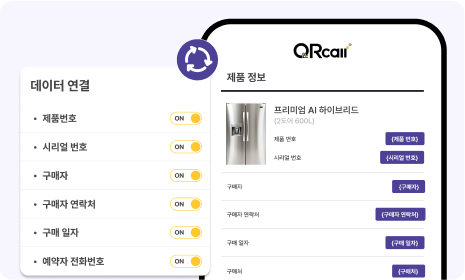 데이터 연결
• 제품번호 ON
• 시리얼 번호 ON
• 구매자 ON
• 구매자 연락처 ON
• 구매 일자 ON
• 예약자 전화번호 ON
QRcall
제품 정보
프리미엄 AI 하이브리드
(2도어 600L)
제품 번호 {제품 번호}
시리얼 번호 {시리얼 번호}
구매자 {구매자}
구매자 연락처 {구매자 연락처}
구매 일자 {구매 일자}
구매처 {구매처}